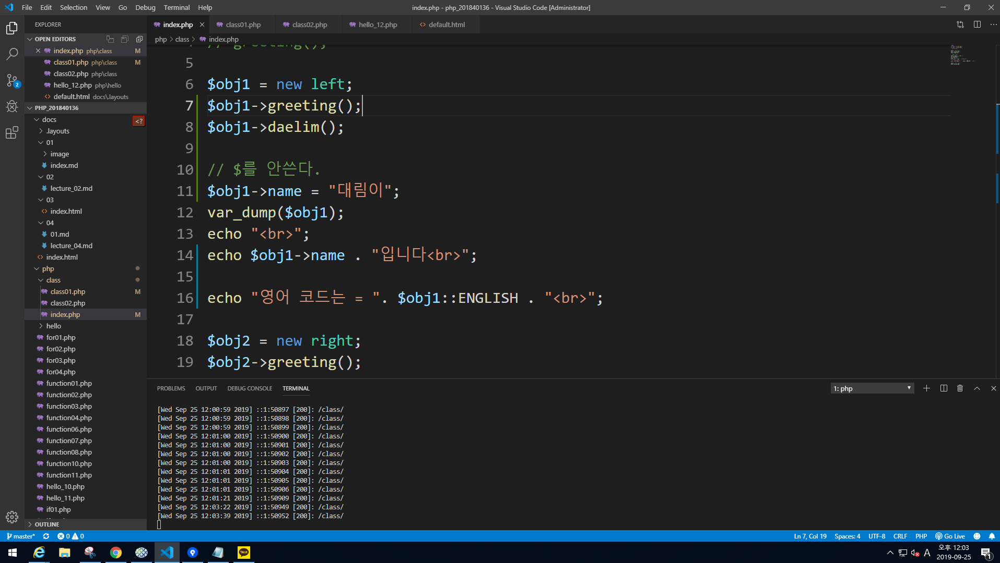 File Edit Selection View Go Debug Terminal Help
index.php - php_201840136 - Visual Studio Code [Administrator]
EXPLORER
OPEN EDITORS
index.php php\class M
class01.php php\class M
class02.php php\class
hello_12.php php\hello
default.html docs\.layouts
2
PHP_201840136
docs
<?
.layouts
01
image
index.md
02
lecture_02.md
03
index.html
04
01.md
lecture_04.md
index.html
php
class
class01.php M
class02.php
index.php M
hello
for01.php
for02.php
for03.php
for04.php
function01.php
function02.php
function03.php
function04.php
function06.php
function07.php
function08.php
function10.php
function11.php
hello_10.php
hello_11.php
if01.php
OUTLINE
index.php class01.php class02.php hello_12.php default.html
php > class > index.php
4 // greeting();
5
6 $obj1 = new left;
7 $obj1->greeting();
8 $obj1->daelim();
9
10 // $를 안쓴다.
11 $obj1->name = "대림이";
12 var_dump($obj1);
13 echo "<br>";
14 echo $obj1->name . "입니다<br>";
15
16 echo "영어 코드는 = ". $obj1::ENGLISH . "<br>";
17
18 $obj2 = new right;
19 $obj2->greeting();
PROBLEMS OUTPUT DEBUG CONSOLE TERMINAL
1: php
[Wed Sep 25 12:00:59 2019] ::1:50897 [200]: /class/
[Wed Sep 25 12:00:59 2019] ::1:50898 [200]: /class/
[Wed Sep 25 12:00:59 2019] ::1:50899 [200]: /class/
[Wed Sep 25 12:01:00 2019] ::1:50900 [200]: /class/
[Wed Sep 25 12:01:00 2019] ::1:50901 [200]: /class/
[Wed Sep 25 12:01:00 2019] ::1:50902 [200]: /class/
[Wed Sep 25 12:01:00 2019] ::1:50903 [200]: /class/
[Wed Sep 25 12:01:01 2019] ::1:50904 [200]: /class/
[Wed Sep 25 12:01:01 2019] ::1:50905 [200]: /class/
[Wed Sep 25 12:01:01 2019] ::1:50906 [200]: /class/
[Wed Sep 25 12:01:21 2019] ::1:50909 [200]: /class/
[Wed Sep 25 12:03:22 2019] ::1:50949 [200]: /class/
[Wed Sep 25 12:03:39 2019] ::1:50952 [200]: /class/
master* 0 0
Ln 7, Col 19 Spaces: 4 UTF-8 CRLF PHP Go Live
TALK
A
오후 12:03
2019-09-25
1